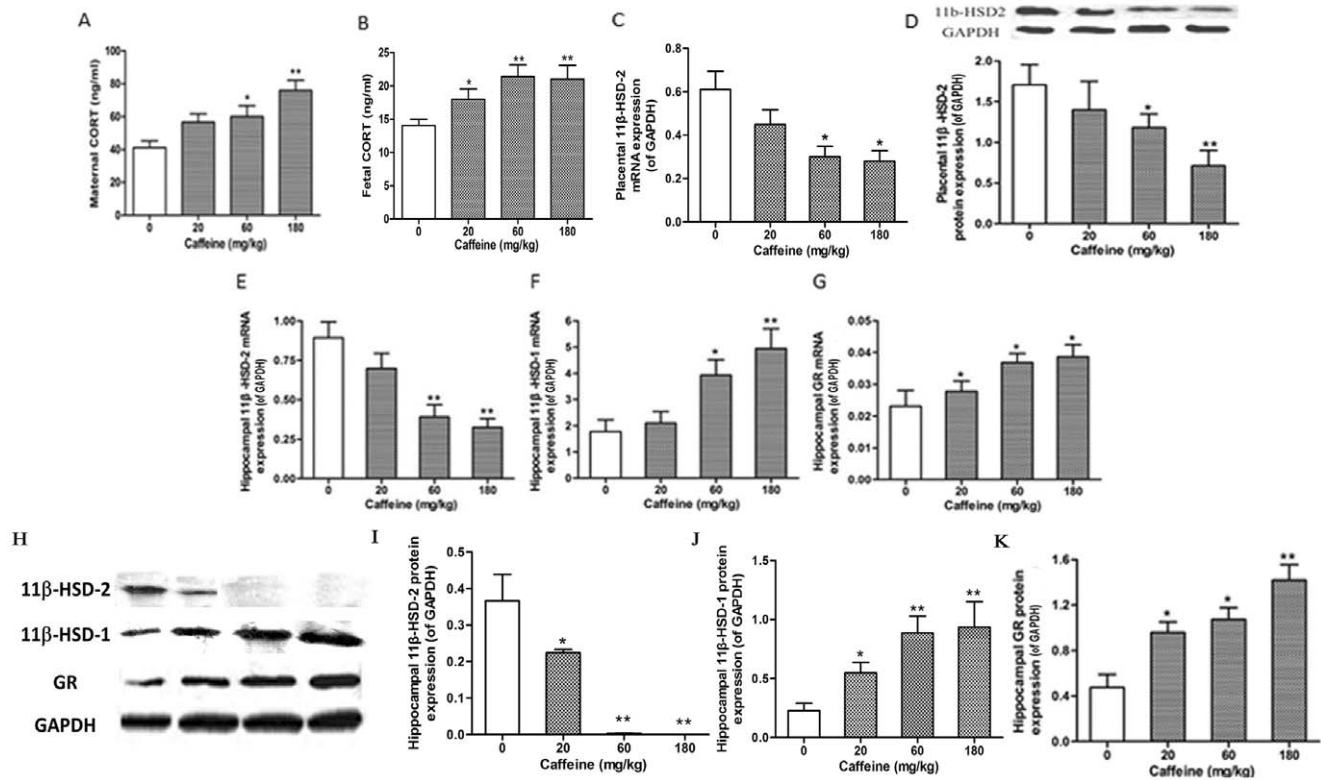 A
Maternal CORT (ng/ml)
100
80
60
40
20
0
*
**
0 20 60 180
Caffeine (mg/kg)
B
Fetal CORT (ng/ml)
25
20
15
10
5
0
*
**
**
0 20 60 180
Caffeine (mg/kg)
C
Placental 11β-HSD-2
mRNA expression
(of GAPDH)
0.8
0.6
0.4
0.2
0.0
*
*
0 20 60 180
Caffeine (mg/kg)
D
11b-HSD2
GAPDH
Placental 11β -HSD-2
protein expression (of GAPDH)
2.0
1.5
1.0
0.5
0.0
*
**
0 20 60 180
Caffeine (mg/kg)
E
Hippocampal 11β -HSD-2 mRNA
expression (of GAPDH)
1.00
0.75
0.50
0.25
0.00
**
**
0 20 60 180
Caffeine (mg/kg)
F
Hippocampal 11β -HSD-1 mRNA
expression (of GAPDH)
6
5
4
3
2
1
0
*
**
0 20 60 180
Caffeine (mg/kg)
G
Hippocampal GR mRNA
expression (of GAPDH)
0.05
0.04
0.03
0.02
0.01
0.00
*
*
*
0 20 60 180
Caffeine (mg/kg)
H
11β-HSD-2
11β-HSD-1
GR
GAPDH
I
Hippocampal 11β-HSD-2 protein
expression (of GAPDH)
0.5
0.4
0.3
0.2
0.1
0.0
*
**
**
0 20 60 180
Caffeine (mg/kg)
J
Hippocampal 11β-HSD-1 protein
expression (of GAPDH)
1.5
1.0
0.5
0.0
*
**
**
0 20 60 180
Caffeine (mg/kg)
K
Hippocampal GR protein
expression (of GAPDH)
1.6
1.2
0.8
0.4
0.0
*
*
**
0 20 60 180
Caffeine (mg/kg)